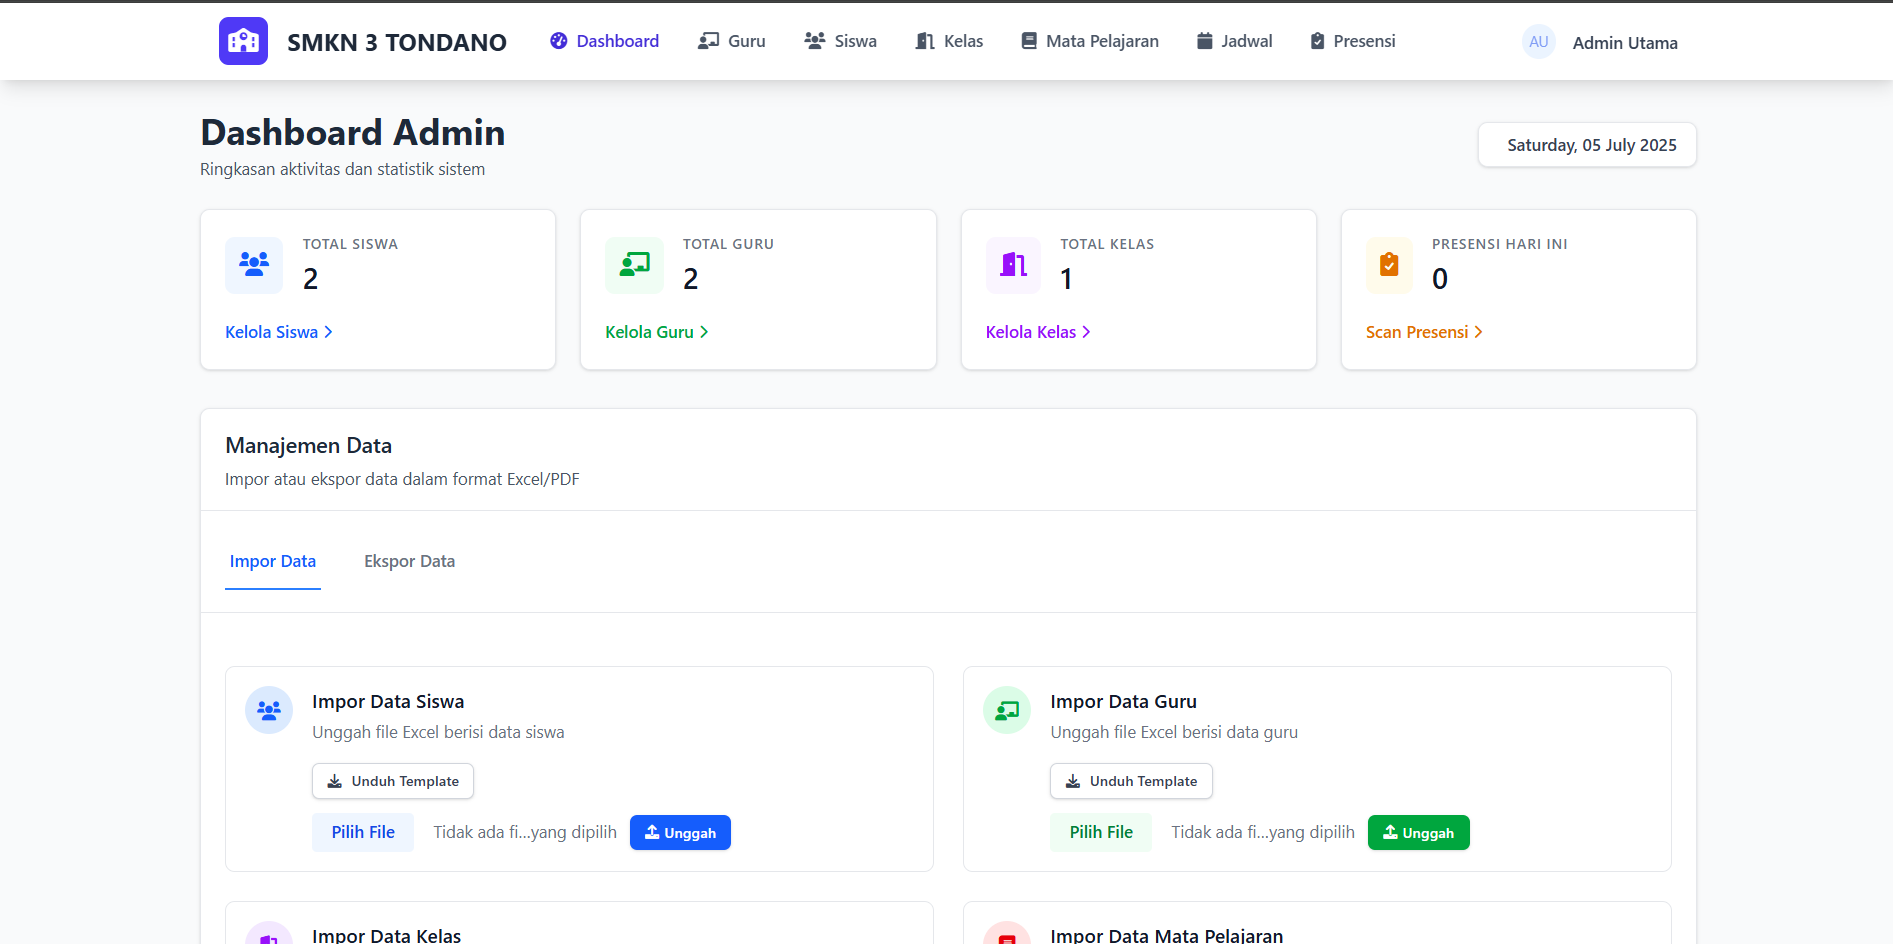 SMKN 3 TONDANO
Dashboard
Guru
Siswa
Kelas
Mata Pelajaran
Jadwal
Presensi
AU
Admin Utama
Dashboard Admin
Ringkasan aktivitas dan statistik sistem
Saturday, 05 July 2025
TOTAL SISWA
2
Kelola Siswa
TOTAL GURU
2
Kelola Guru
TOTAL KELAS
1
Kelola Kelas
PRESENSI HARI INI
0
Scan Presensi
Manajemen Data
Impor atau ekspor data dalam format Excel/PDF
Impor Data
Ekspor Data
Impor Data Siswa
Unggah file Excel berisi data siswa
Unduh Template
Pilih File
Tidak ada fi...yang dipilih
Unggah
Impor Data Guru
Unggah file Excel berisi data guru
Unduh Template
Pilih File
Tidak ada fi...yang dipilih
Unggah
Impor Data Kelas
Impor Data Mata Pelajaran